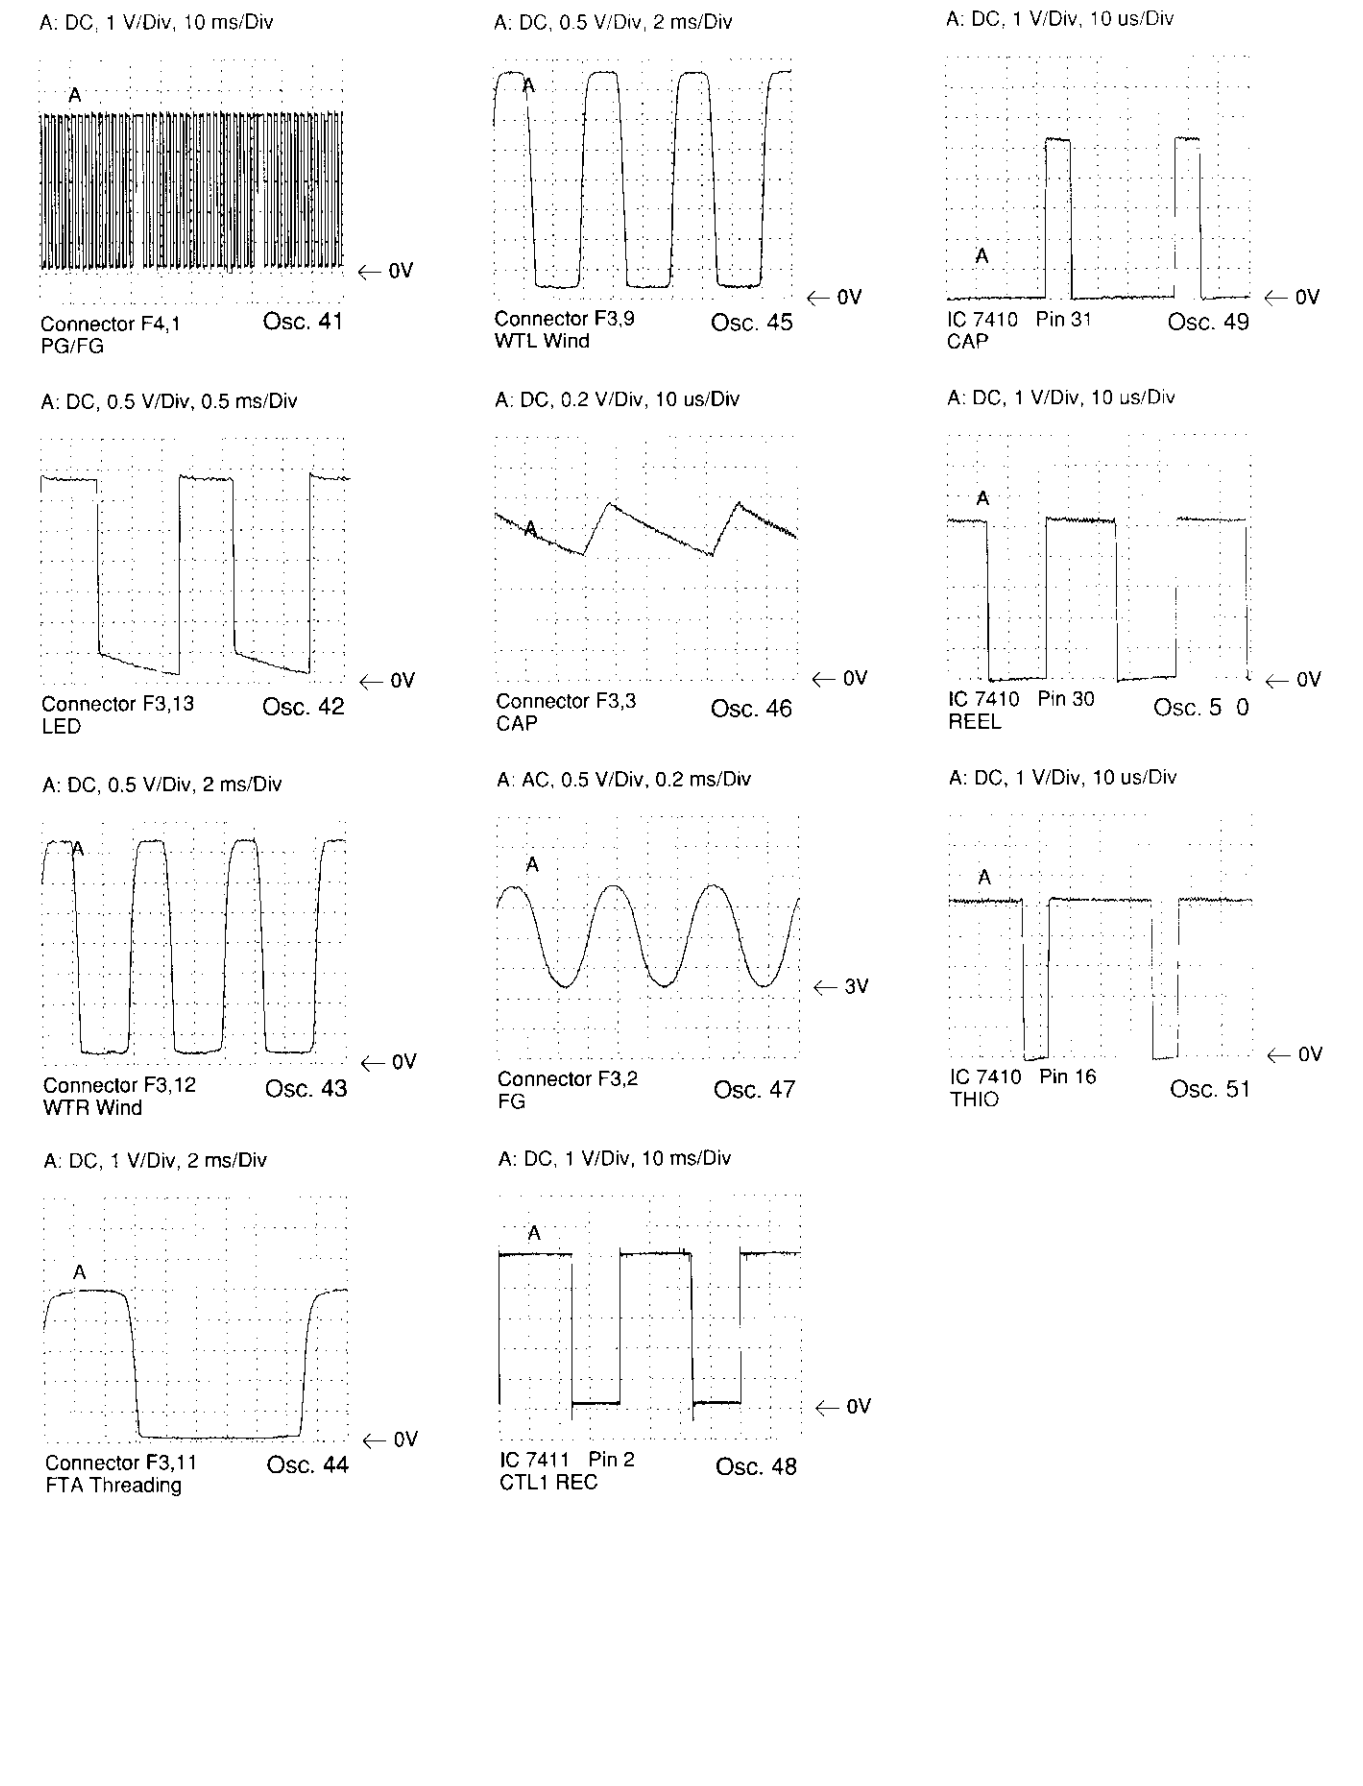 A: DC, 1 V/Div, 10 ms/Div
A
← 0V
Connector F4,1 Osc. 41
PG/FG
A: DC, 0.5 V/Div, 0.5 ms/Div
← 0V
Connector F3,13 Osc. 42
LED
A: DC, 0.5 V/Div, 2 ms/Div
A
← 0V
Connector F3,12 Osc. 43
WTR Wind
A: DC, 1 V/Div, 2 ms/Div
A
← 0V
Connector F3,11 Osc. 44
FTA Threading
A: DC, 0.5 V/Div, 2 ms/Div
A
← 0V
Connector F3,9 Osc. 45
WTL Wind
A: DC, 0.2 V/Div, 10 us/Div
A
← 0V
Connector F3,3 Osc. 46
CAP
A: AC, 0.5 V/Div, 0.2 ms/Div
A
← 3V
Connector F3,2 Osc. 47
FG
A: DC, 1 V/Div, 10 ms/Div
A
← 0V
IC 7411 Pin 2 Osc. 48
CTL1 REC
A: DC, 1 V/Div, 10 us/Div
A
← 0V
IC 7410 Pin 31 Osc. 49
CAP
A: DC, 1 V/Div, 10 us/Div
A
← 0V
IC 7410 Pin 30 Osc. 5 0
REEL
A: DC, 1 V/Div, 10 us/Div
A
← 0V
IC 7410 Pin 16 Osc. 51
THIO